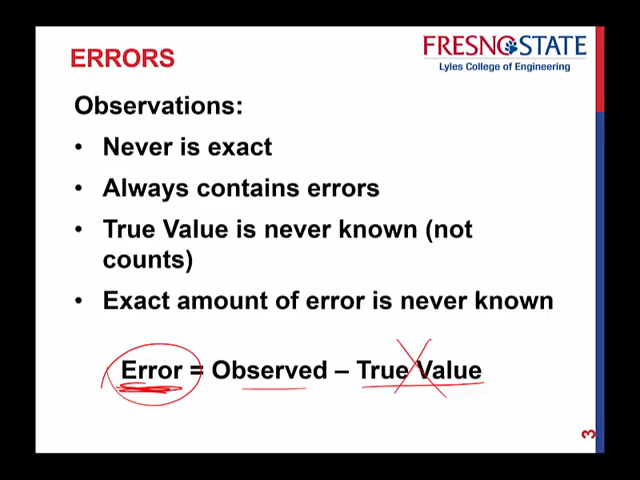 ERRORS
FRESNO STATE
Lyles College of Engineering
Observations:
• Never is exact
• Always contains errors
• True Value is never known (not
counts)
• Exact amount of error is never known
Error = Observed – True Value
3